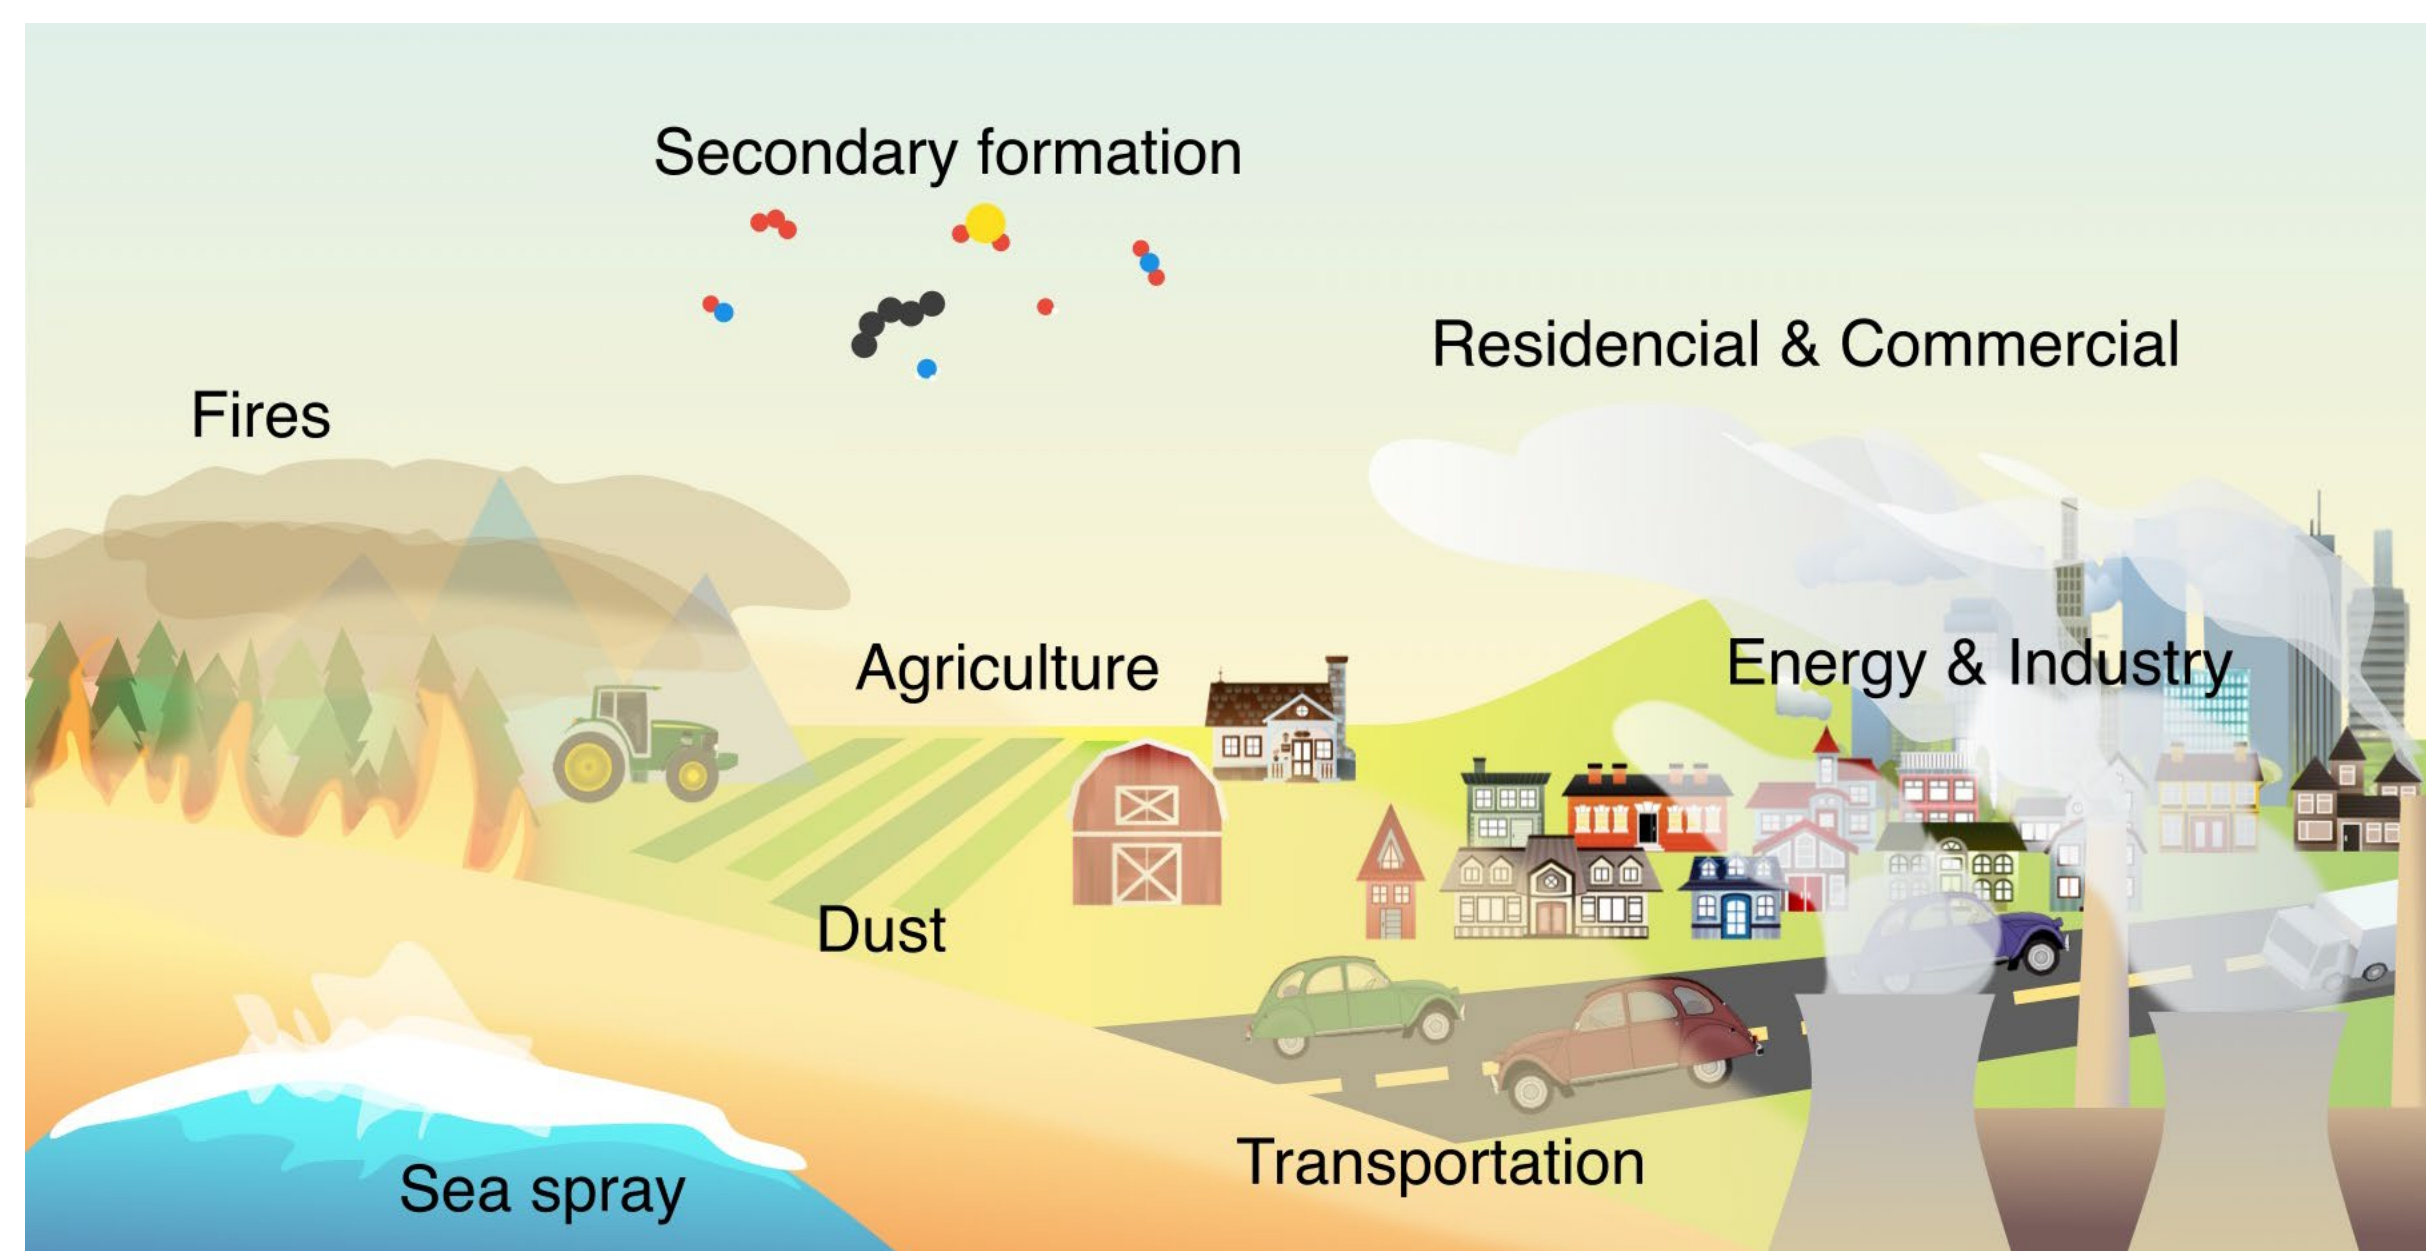 Secondary formation
Residencial & Commercial
Fires
Agriculture
Energy & Industry
Dust
Transportation
Sea spray